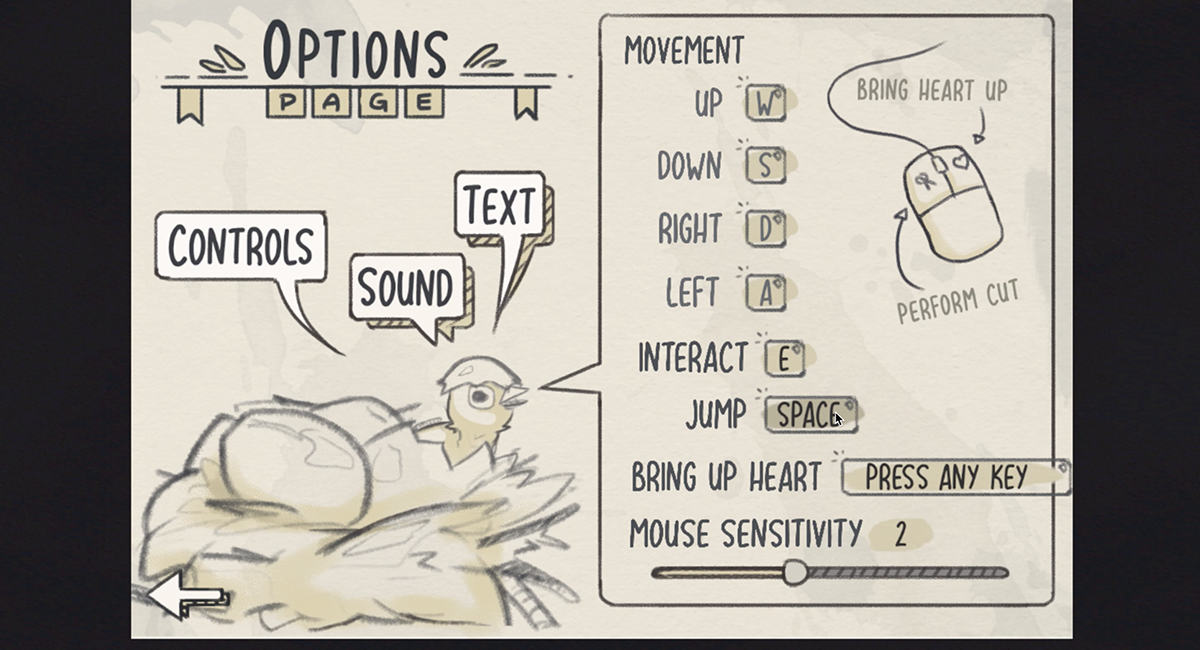 OPTIONS
PAGE
CONTROLS
SOUND
TEXT
MOVEMENT
UP W
DOWN S
RIGHT D
LEFT A
INTERACT E
JUMP SPACE
BRING UP HEART PRESS ANY KEY
MOUSE SENSITIVITY 2
BRING HEART UP
PERFORM CUT